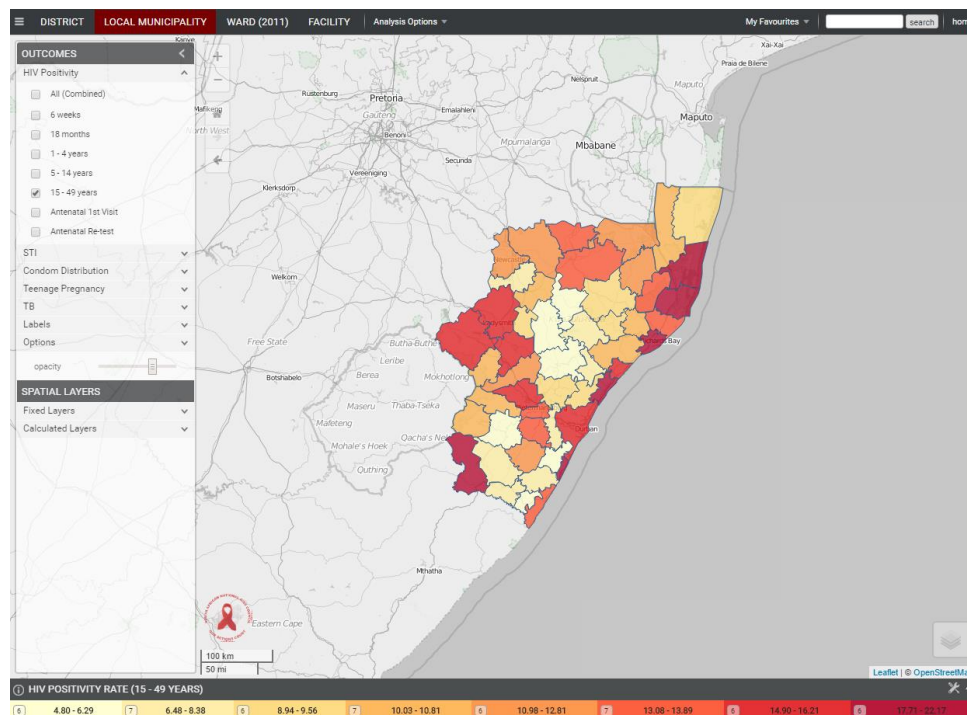 DISTRICT LOCAL MUNICIPALITY WARD (2011) FACILITY Analysis Options My Favourites search hom
OUTCOMES
HIV Positivity
All (Combined)
6 weeks
18 months
1 - 4 years
5 - 14 years
15 - 49 years
Antenatal 1st Visit
Antenatal Re-test
STI
Condom Distribution
Teenage Pregnancy
TB
Labels
Options
opacity
SPATIAL LAYERS
Fixed Layers
Calculated Layers
Xai-Xai
Praia de Bilene
Nelspruit
Maputo
Rustenburg
Pretoria
Gauteng
Emalahleni
Maputo
Mafikeng
North West
Benoni
Mpumalanga
Mbabane
Vereeniging
Secunda
Klerksdorp
Welkom
Free State
Butha-Buthe
Leribe
Botshabelo
Berea
Mokhotlong
Maseru
Thaba-Tseka
Mafeteng
Mohale's Hoek
Qacha's Ne
Quthing
Mthatha
Eastern Cape
100 km
50 mi
Leaflet | © OpenStreetMa
HIV POSITIVITY RATE (15 - 49 YEARS)
6 4.80 - 6.29 7 6.48 - 8.38 6 8.94 - 9.56 7 10.03 - 10.81 6 10.98 - 12.81 7 13.08 - 13.89 6 14.90 - 16.21 6 17.71 - 22.17